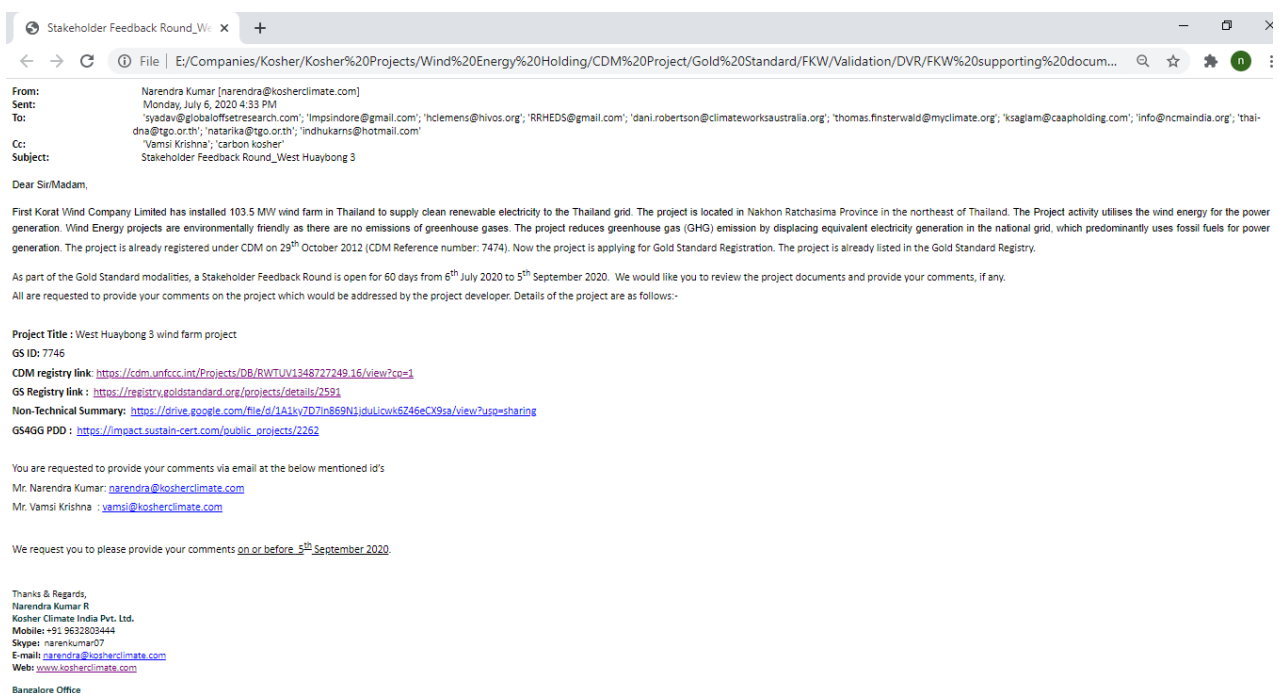 Stakeholder Feedback Round_We
File | E:/Companies/Kosher/Kosher%20Projects/Wind%20Energy%20Holding/CDM%20Project/Gold%20Standard/FKW/Validation/DVR/FKW%20supporting%20docum...
n
From: Narendra Kumar [narendra@kosherclimate.com]
Sent: Monday, July 6, 2020 4:33 PM
To: 'syadav@globaloffsetresearch.com'; 'lmpsindore@gmail.com'; 'hclemens@hivos.org'; 'RRHEDS@gmail.com'; 'dani.robertson@climateworksaustralia.org'; 'thomas.finsterwald@myclimate.org'; 'ksaglam@caapholding.com'; 'info@ncmaindia.org'; 'thai-
dna@tgo.or.th'; 'natarika@tgo.or.th'; 'indhukarns@hotmail.com'
Cc: 'Vamsi Krishna'; 'carbon kosher'
Subject: Stakeholder Feedback Round_West Huaybong 3
Dear Sir/Madam,
First Korat Wind Company Limited has installed 103.5 MW wind farm in Thailand to supply clean renewable electricity to the Thailand grid. The project is located in Nakhon Ratchasima Province in the northeast of Thailand. The Project activity utilises the wind energy for the power
generation. Wind Energy projects are environmentally friendly as there are no emissions of greenhouse gases. The project reduces greenhouse gas (GHG) emission by displacing equivalent electricity generation in the national grid, which predominantly uses fossil fuels for power
generation. The project is already registered under CDM on 29th October 2012 (CDM Reference number: 7474). Now the project is applying for Gold Standard Registration. The project is already listed in the Gold Standard Registry.
As part of the Gold Standard modalities, a Stakeholder Feedback Round is open for 60 days from 6th July 2020 to 5th September 2020. We would like you to review the project documents and provide your comments, if any.
All are requested to provide your comments on the project which would be addressed by the project developer. Details of the project are as follows:-
Project Title : West Huaybong 3 wind farm project
GS ID: 7746
CDM registry link: https://cdm.unfccc.int/Projects/DB/RWTUV1348727249.16/view?cp=1
GS Registry link : https://registry.goldstandard.org/projects/details/2591
Non-Technical Summary: https://drive.google.com/file/d/1A1ky7D7In869N1jduLicwk6Z46eCX9sa/view?usp=sharing
GS4GG PDD : https://impact.sustain-cert.com/public_projects/2262
You are requested to provide your comments via email at the below mentioned id's
Mr. Narendra Kumar: narendra@kosherclimate.com
Mr. Vamsi Krishna : vamsi@kosherclimate.com
We request you to please provide your comments on or before 5th September 2020.
Thanks & Regards,
Narendra Kumar R
Kosher Climate India Pvt. Ltd.
Mobile: +91 9632803444
Skype: narenkumar07
E-mail: narendra@kosherclimate.com
Web: www.kosherclimate.com
Bangalore Office